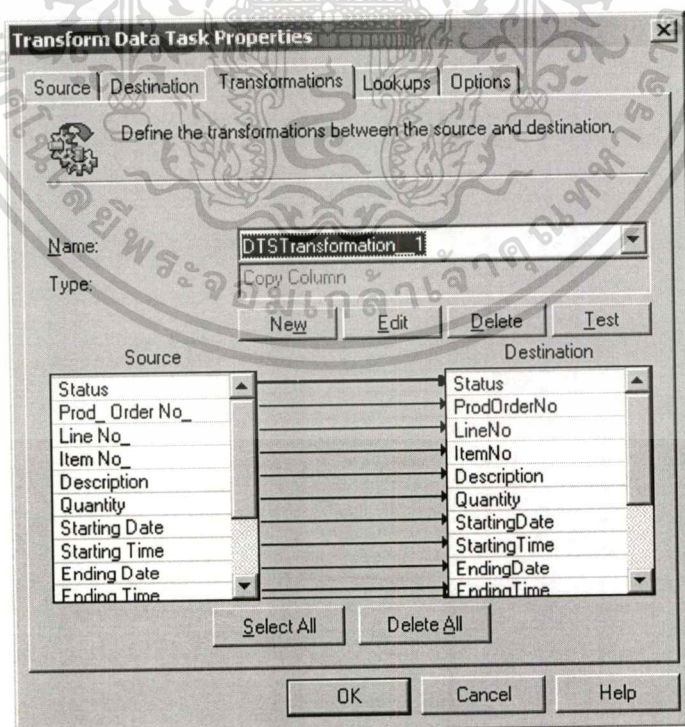 Transform Data Task Properties
Source Destination Transformations Lookups Options
Define the transformations between the source and destination.
Name: DTSTransformation__1
Type: Copy Column
New Edit Delete Test
Source Destination
Status Status
Prod_ Order No_ ProdOrderNo
Line No_ LineNo
Item No_ ItemNo
Description Description
Quantity Quantity
Starting Date StartingDate
Starting Time StartingTime
Ending Date EndingDate
Ending Time EndingTime
Select All Delete All
OK Cancel Help